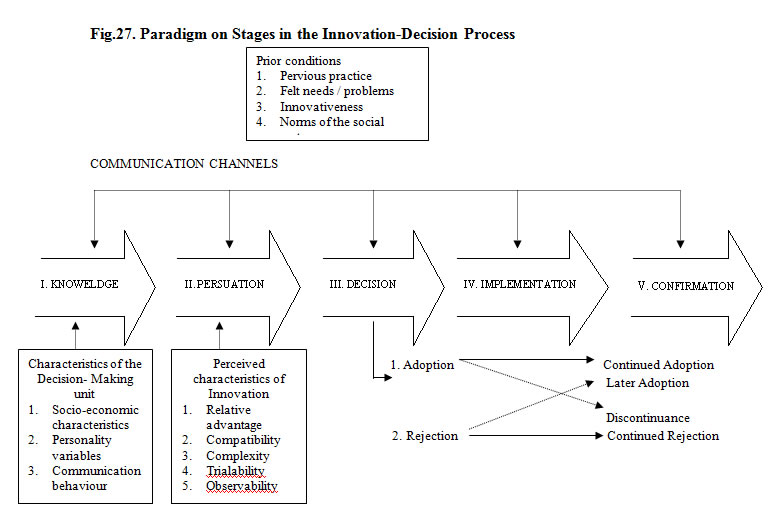 Fig.27. Paradigm on Stages in the Innovation-Decision Process
Prior conditions
1. Pervious practice
2. Felt needs / problems
3. Innovativeness
4. Norms of the social
COMMUNICATION CHANNELS
I. KNOWELDGE
II.PERSUATION
III. DECISION
IV. IMPLEMENTATION
V. CONFIRMATION
Characteristics of the
Decision- Making
unit
1. Socio-economic
characteristics
2. Personality
variables
3. Communication
behaviour
Perceived
characteristics of
Innovation
1. Relative
advantage
2. Compatibility
3. Complexity
4. Trialability
5. Observability
1. Adoption
2. Rejection
Continued Adoption
Later Adoption
Discontinuance
Continued Rejection